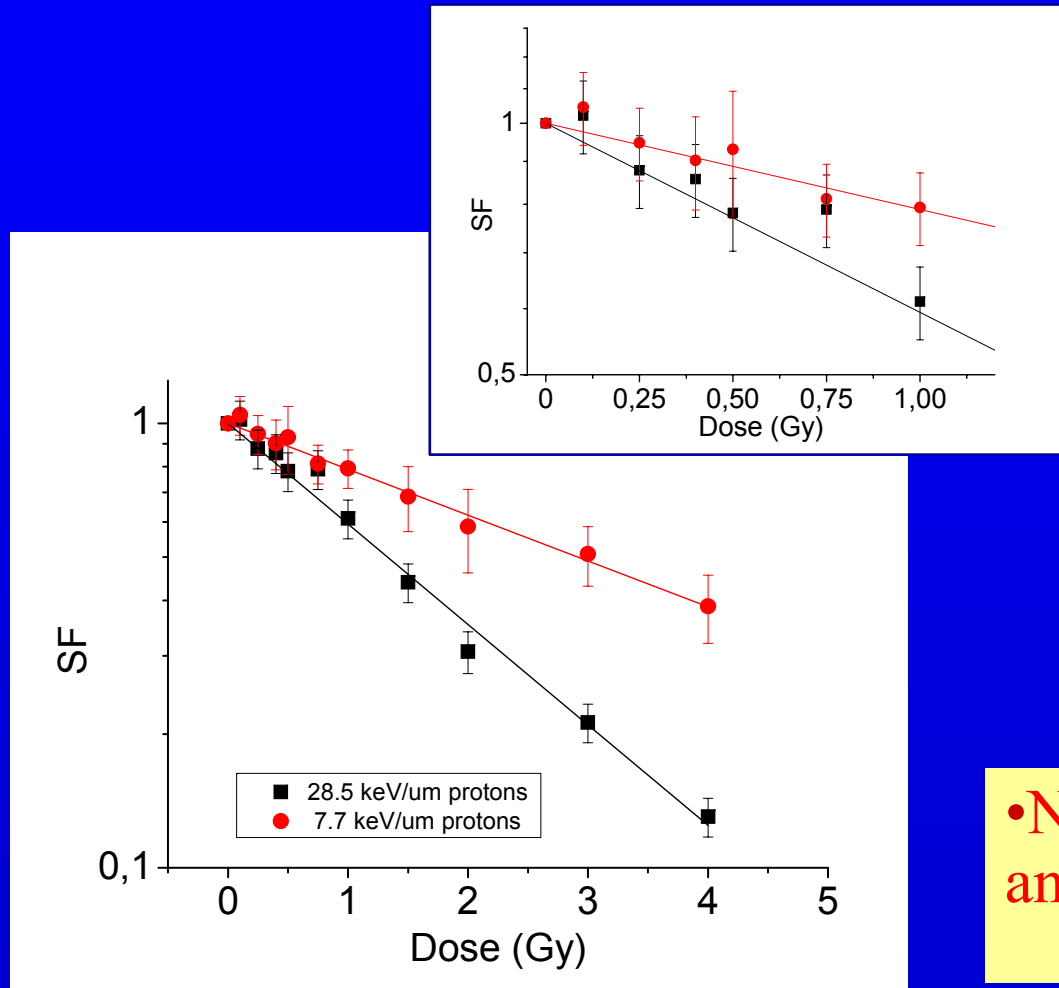 1
SF
0,5
0
0,25
0,50
0,75
1,00
Dose (Gy)
1
SF
0,1
28.5 keV/um protons
7.7 keV/um protons
0
1
2
3
4
5
Dose (Gy)
•N
an